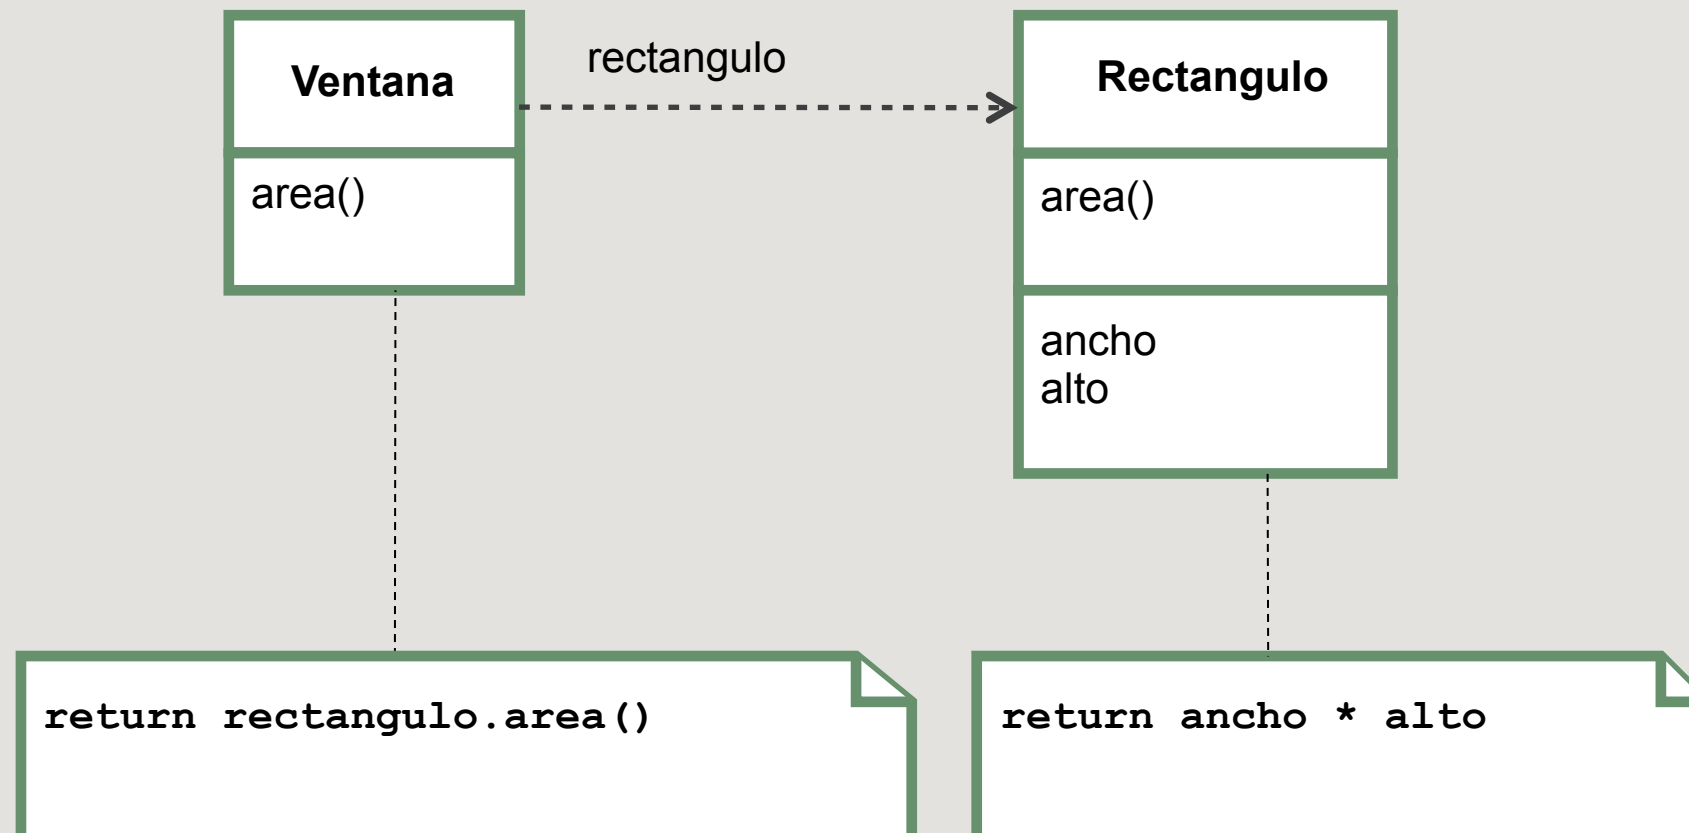 Ventana
area()
rectangulo
Rectangulo
area()
ancho
alto
return rectangulo.area()
return ancho * alto